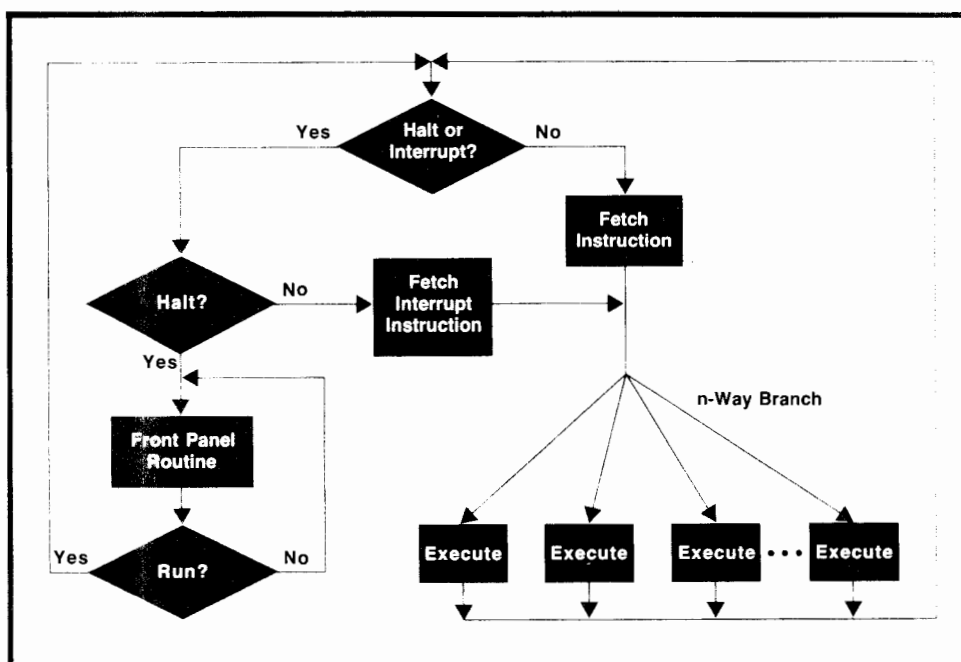 Yes
Halt or
Interrupt?
No
Fetch
Instruction
Halt?
No
Fetch
Interrupt
Instruction
Yes
n-Way Branch
Front Panel
Routine
Yes
Run?
No
Execute
Execute
Execute
•••
Execute